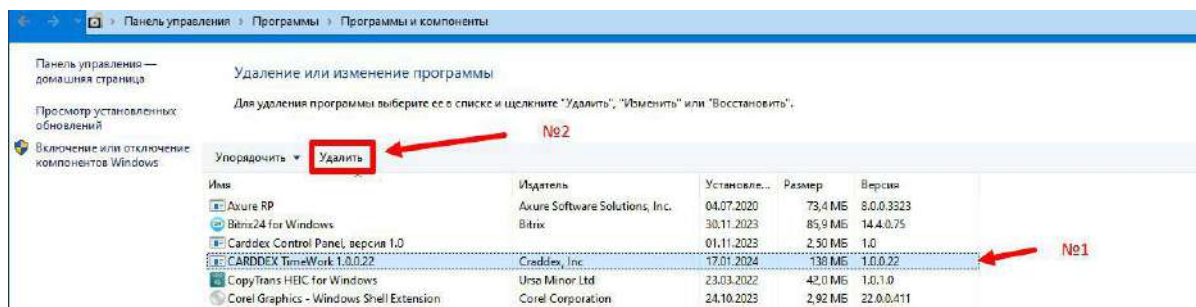 Панель управления › Программы › Программы и компоненты
Панель управления —
домашняя страница
Просмотр установленных
обновлений
Включение или отключение
компонентов Windows
Удаление или изменение программы
Для удаления программы выберите ее в списке и щелкните "Удалить", "Изменить" или "Восстановить".
№2
Упорядочить Удалить
Имя Издатель Установле... Размер Версия
Axure RP Axure Software Solutions, Inc. 04.07.2020 73,4 МБ 8.0.0.3323
Bitrix24 for Windows Bitrix 30.11.2023 85,9 МБ 14.4.0.75
Carddex Control Panel, версия 1.0 01.11.2023 2,50 МБ 1.0
CARDDEX TimeWork 1.0.0.22 Craddex, Inc 17.01.2024 138 МБ 1.0.0.22
№1
CopyTrans HEIC for Windows Ursa Minor Ltd 23.03.2022 42,0 МБ 1.0.1.0
Corel Graphics - Windows Shell Extension Corel Corporation 24.10.2023 2,92 МБ 22.0.0.411